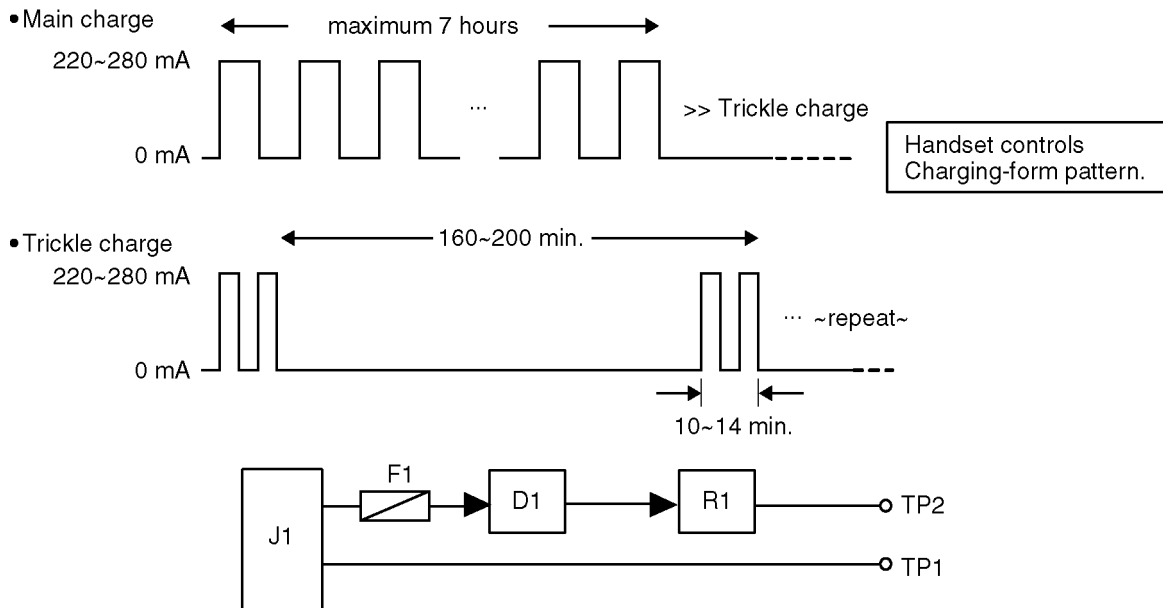 • Main charge
maximum 7 hours
220~280 mA
...
>> Trickle charge
0 mA
Handset controls
Charging-form pattern.
• Trickle charge
160~200 min.
220~280 mA
... ~repeat~
0 mA
10~14 min.
F1
D1
R1
TP2
J1
TP1